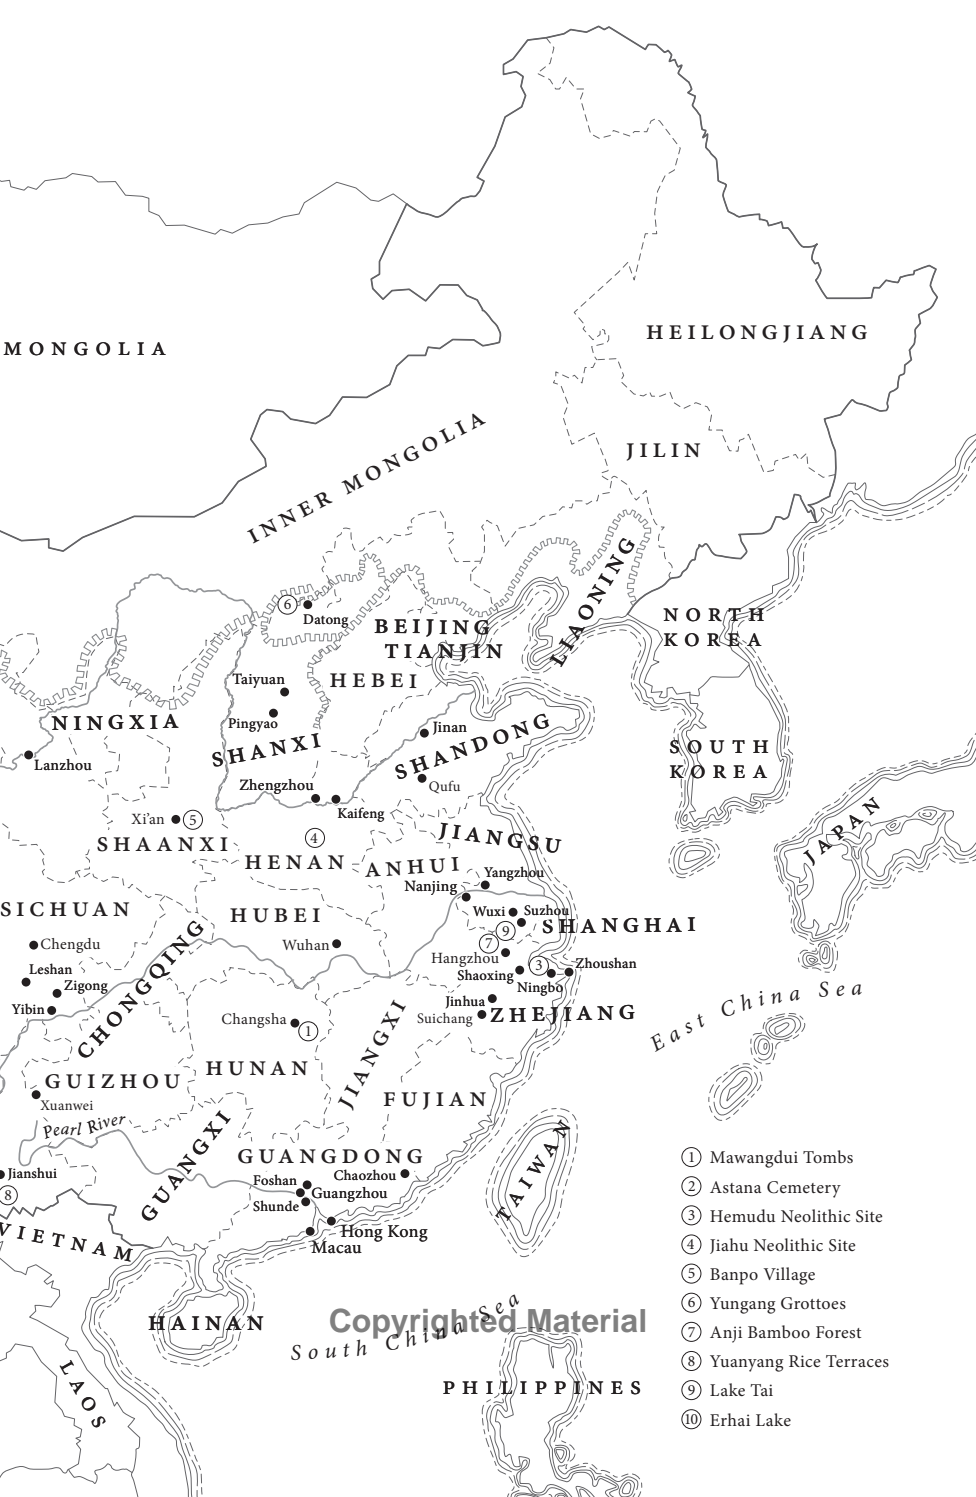 HEILONGJIANG
MONGOLIA
INNER MONGOLIA
JILIN
LIAONING
6
Datong
BEIJING
TIANJIN
NORTH
KOREA
Taiyuan
HEBEI
Pingyao
NINGXIA
SHANXI
Jinan
SHANDONG
SOUTH
KOREA
Lanzhou
Zhengzhou
Qufu
Kaifeng
Xi'an
5
JAPAN
SHAANXI
4
HENAN
JIANGSU
ANHUI
Yangzhou
Nanjing
SICHUAN
HUBEI
Wuxi
Suzhou
SHANGHAI
9
Chengdu
CHONGQING
Wuhan
7
Hangzhou
3
Zhoushan
Leshan
Shaoxing
Zigong
Ningbo
East China Sea
Yibin
Jinhua
Suichang
ZHEJIANG
Changsha
1
JIANGXI
HUNAN
GUIZHOU
FUJIAN
Xuanwei
Pearl River
GUANGXI
GUANGDONG
TAIWAN
Jianshui
8
Foshan
Chaozhou
Guangzhou
Shunde
VIETNAM
Hong Kong
Macau
1 Mawangdui Tombs
2 Astana Cemetery
3 Hemudu Neolithic Site
4 Jiahu Neolithic Site
5 Banpo Village
6 Yungang Grottoes
7 Anji Bamboo Forest
8 Yuanyang Rice Terraces
9 Lake Tai
10 Erhai Lake
HAINAN
Copyrighted Material
South China Sea
LAOS
PHILIPPINES